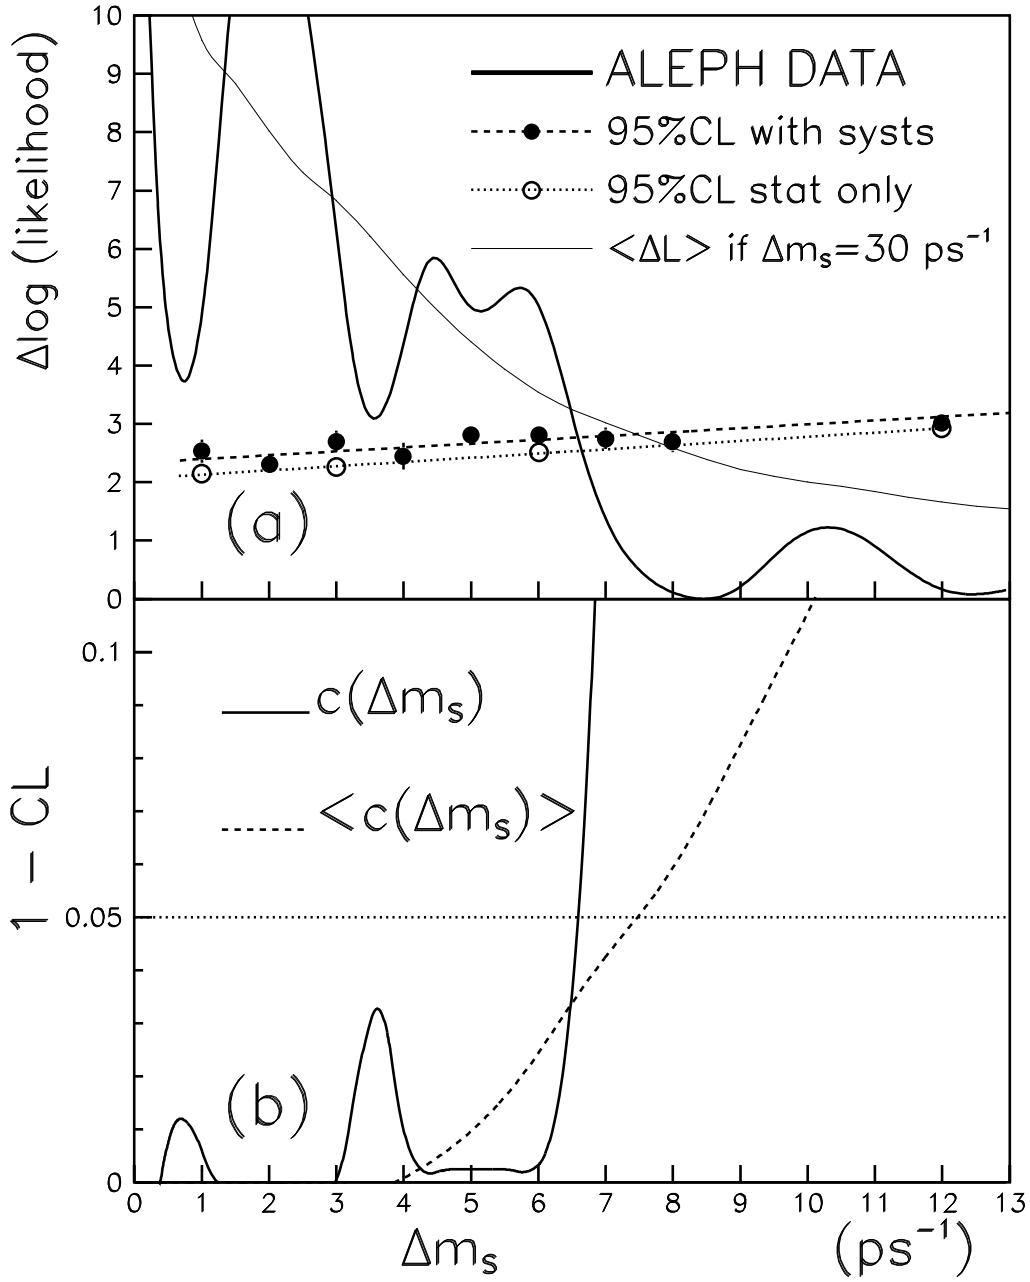 10
9
8
7
6
5
4
3
2
1
0
Δlog (likelihood)
ALEPH DATA
95%CL with systs
95%CL stat only
<ΔL> if Δmₛ=30 ps⁻¹
(a)
0.1
0.05
0
1 − CL
c(Δmₛ)
<c(Δmₛ)>
(b)
0 1 2 3 4 5 6 7 8 9 10 11 12 13
Δmₛ (ps⁻¹)